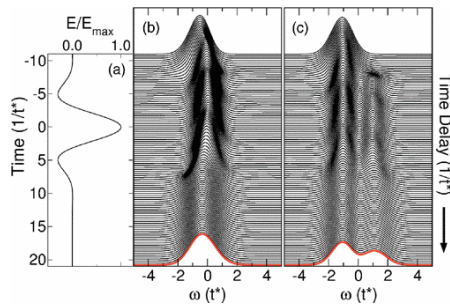 E/E_max
0.0 1.0
(a)
(b)
(c)
Time (1/t*)
-10
-5
0
5
10
15
20
-4 -2 0 2 4
ω (t*)
-4 -2 0 2 4
ω (t*)
Time Delay (1/t*)